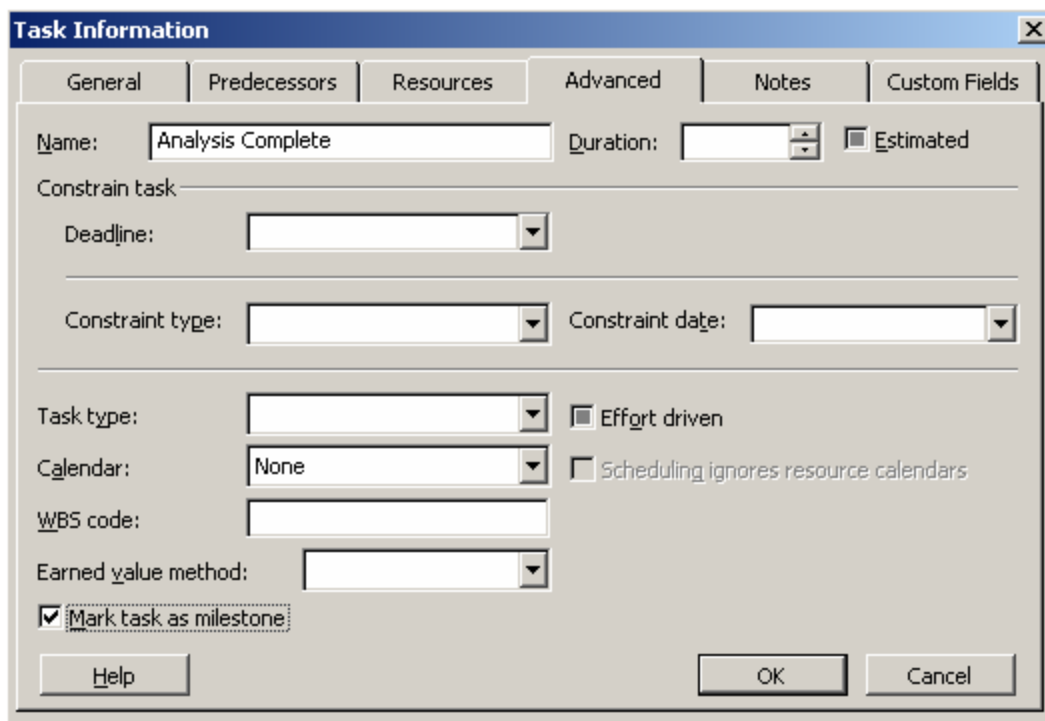 Task Information
General Predecessors Resources Advanced Notes Custom Fields
Name: Analysis Complete Duration: Estimated
Constrain task
Deadline:
Constraint type: Constraint date:
Task type: Effort driven
Calendar: None Scheduling ignores resource calendars
WBS code:
Earned value method:
Mark task as milestone
Help OK Cancel